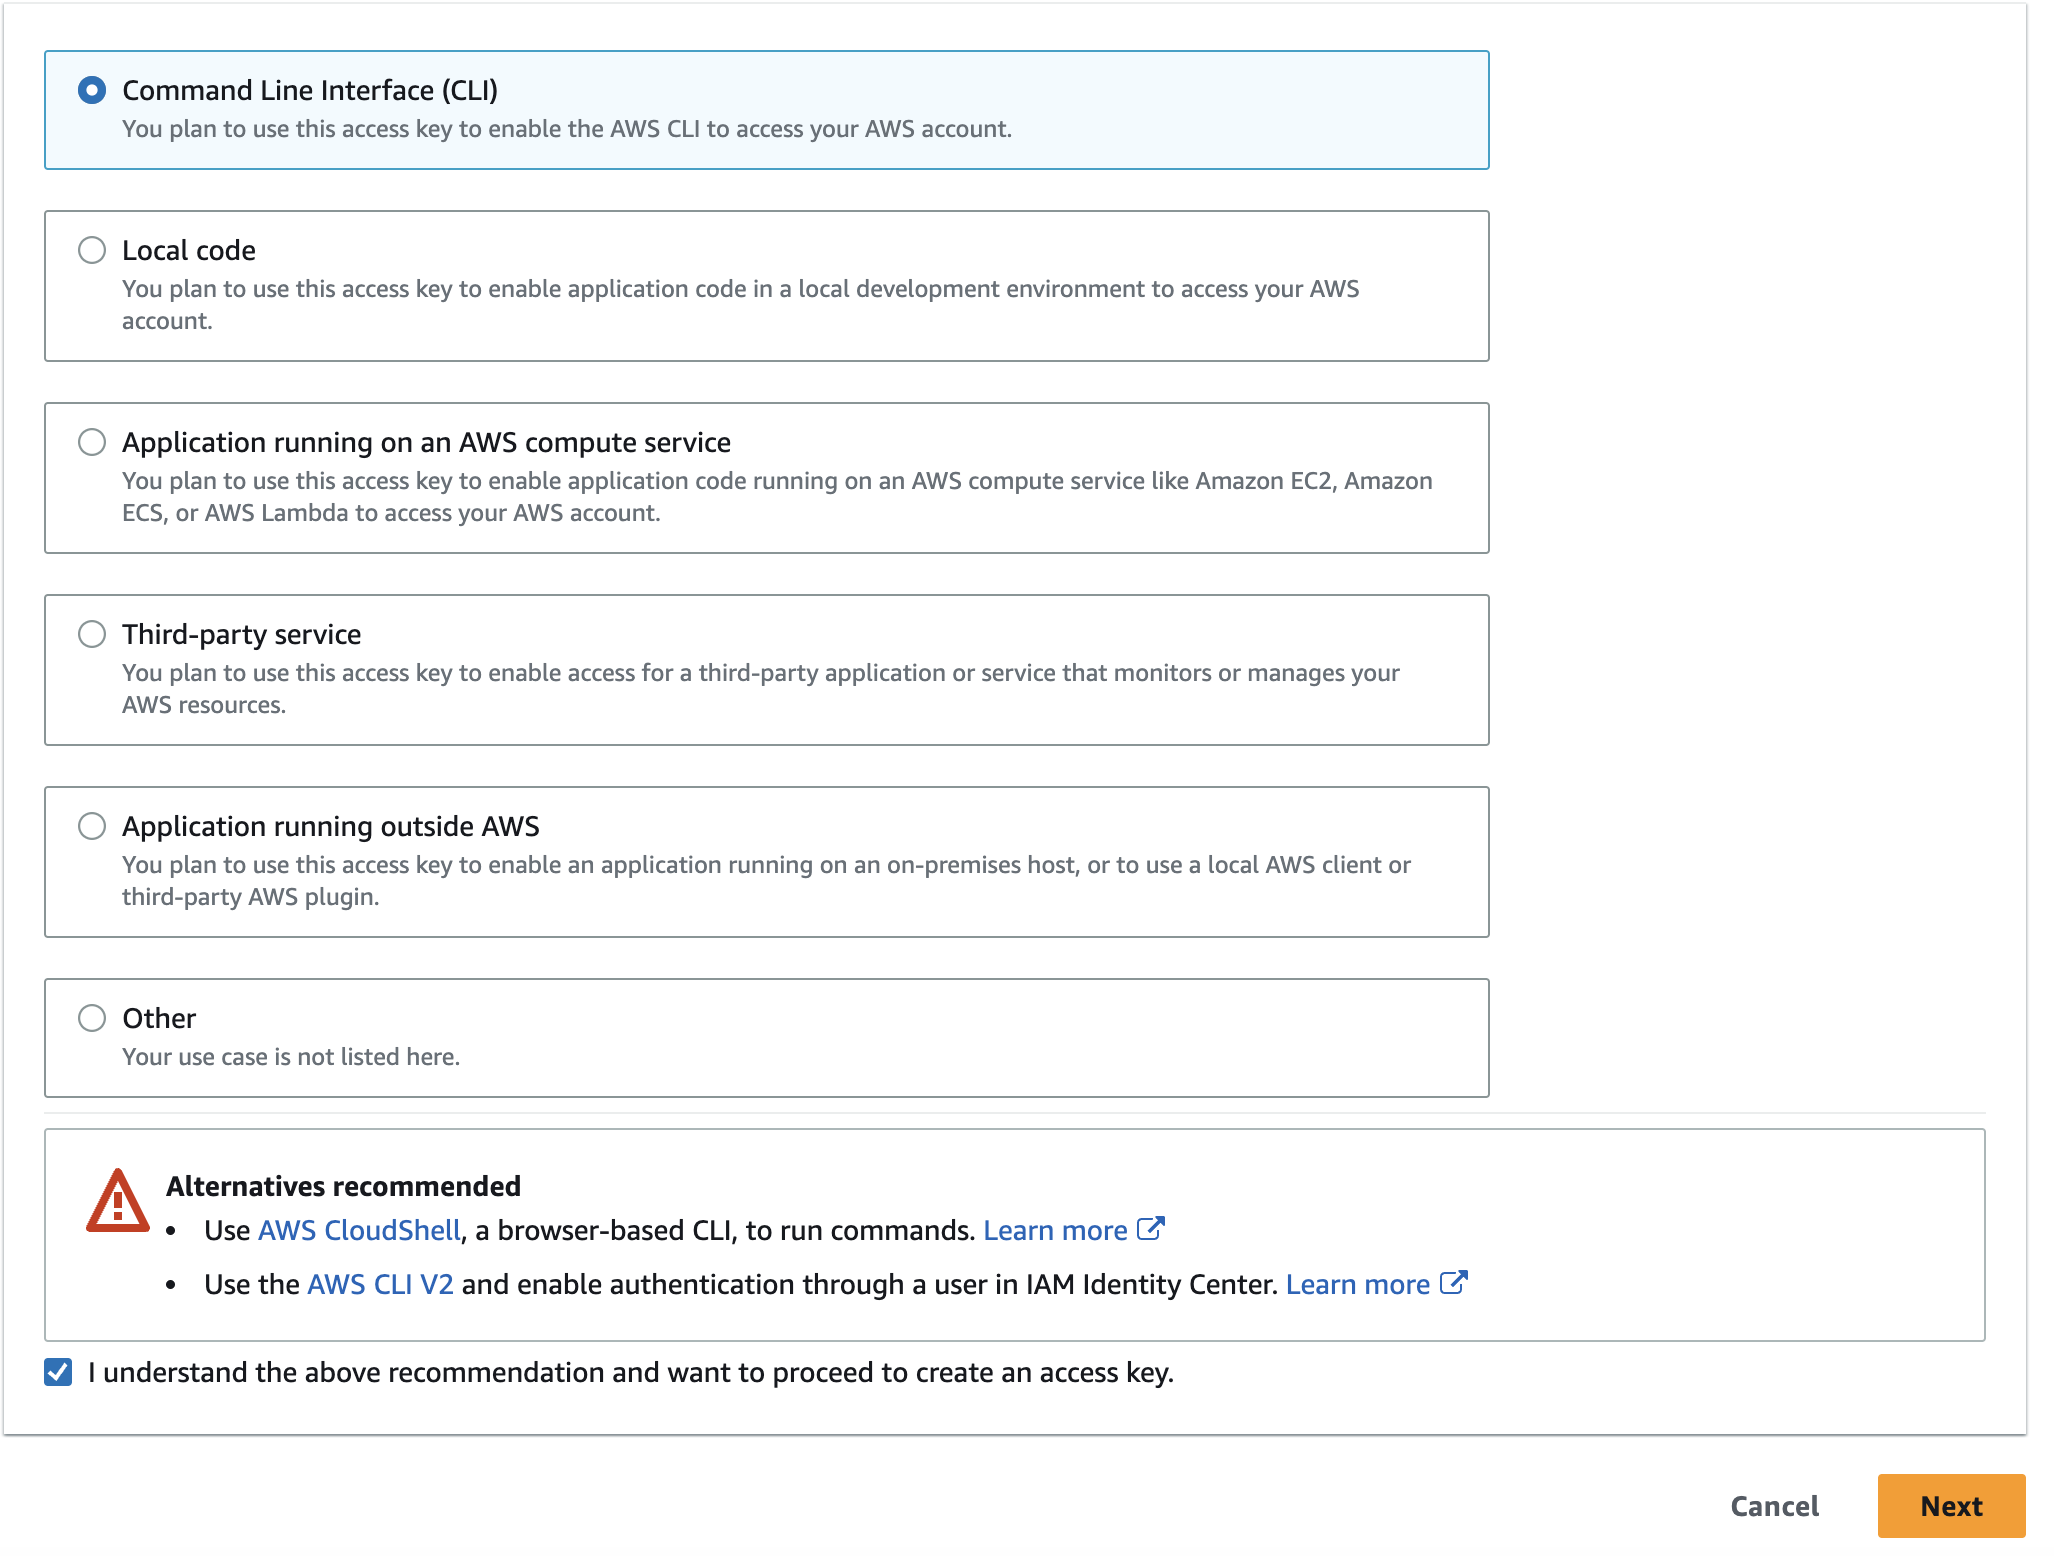 Command Line Interface (CLI)
You plan to use this access key to enable the AWS CLI to access your AWS account.
Local code
You plan to use this access key to enable application code in a local development environment to access your AWS
account.
Application running on an AWS compute service
You plan to use this access key to enable application code running on an AWS compute service like Amazon EC2, Amazon
ECS, or AWS Lambda to access your AWS account.
Third-party service
You plan to use this access key to enable access for a third-party application or service that monitors or manages your
AWS resources.
Application running outside AWS
You plan to use this access key to enable an application running on an on-premises host, or to use a local AWS client or
third-party AWS plugin.
Other
Your use case is not listed here.
Alternatives recommended
• Use AWS CloudShell, a browser-based CLI, to run commands. Learn more
• Use the AWS CLI V2 and enable authentication through a user in IAM Identity Center. Learn more
I understand the above recommendation and want to proceed to create an access key.
Cancel Next